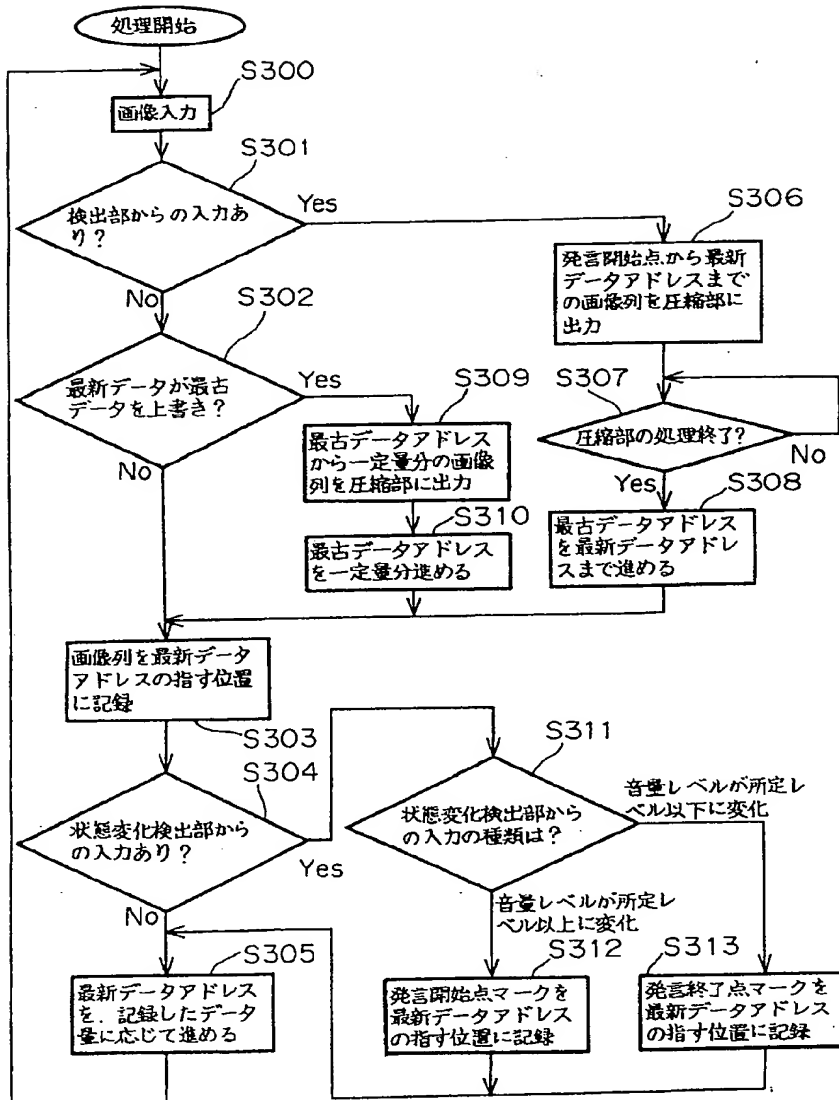 処理開始
S300
画像入力
S301
検出部からの入力あ
り?
Yes
No
S306
発言開始点から最新
データアドレスまで
の画像列を圧縮部に
出力
S302
最新データが最古
データを上書き?
Yes
No
S309
最古データアドレス
から一定量分の画像
列を圧縮部に出力
S307
圧縮部の処理終了?
No
Yes
S310
最古データアドレス
を一定量分進める
S308
最古データアドレス
を最新データアドレ
スまで進める
画像列を最新データ
アドレスの指す位置
に記録
S303
S304
状態変化検出部から
の入力あり?
Yes
No
S311
状態変化検出部から
の入力の種類は?
音量レベルが所定レ
ベル以下に変化
音量レベルが所定レ
ベル以上に変化
S305
最新データアドレス
を、記録したデータ
量に応じて進める
S312
発言開始点マークを
最新データアドレス
の指す位置に記録
S313
発言終了点マークを
最新データアドレス
の指す位置に記録